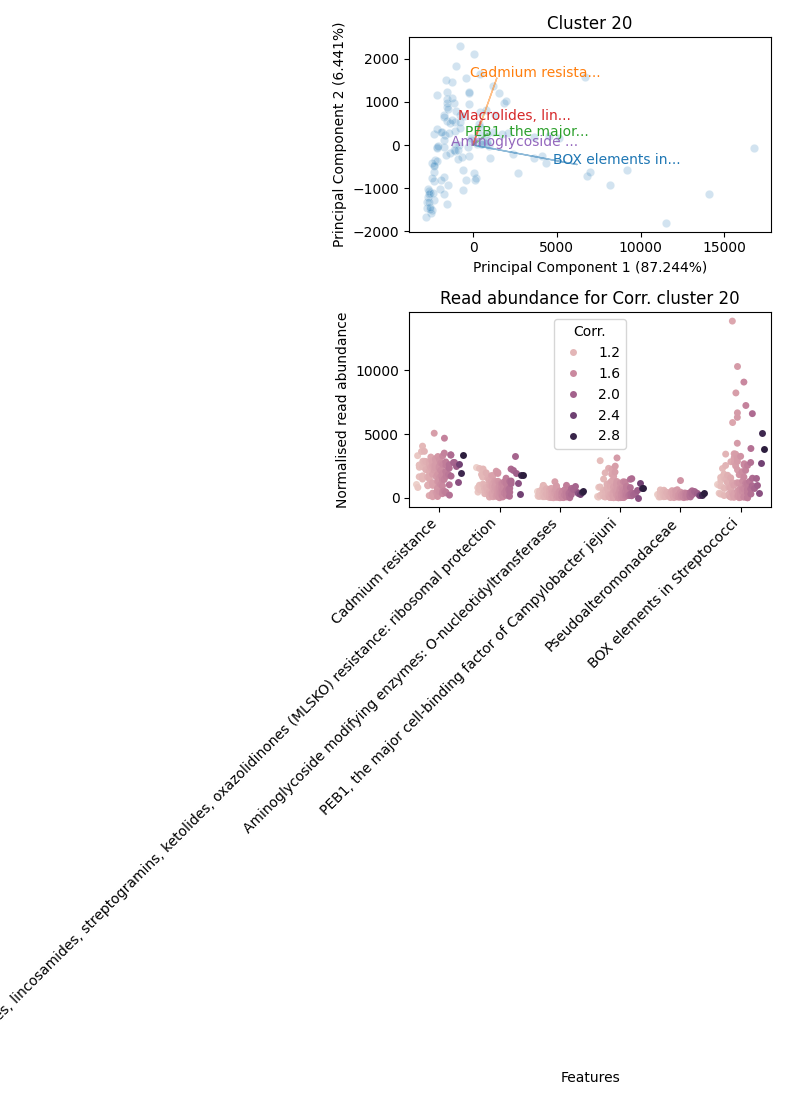 Cluster 20
Principal Component 2 (6.441%)
2000
1000
0
−1000
−2000
Cadmium resista...
Macrolides, lin...
PEB1, the major...
Aminoglycoside ...
BOX elements in...
0
5000
10000
15000
Principal Component 1 (87.244%)
Read abundance for Corr. cluster 20
Normalised read abundance
10000
5000
0
Corr.
1.2
1.6
2.0
2.4
2.8
Cadmium resistance
es, lincosamides, streptogramins, ketolides, oxazolidinones (MLSKO) resistance: ribosomal protection
Aminoglycoside modifying enzymes: O-nucleotidyltransferases
PEB1, the major cell-binding factor of Campylobacter jejuni
Pseudoalteromonadaceae
BOX elements in Streptococci
Features